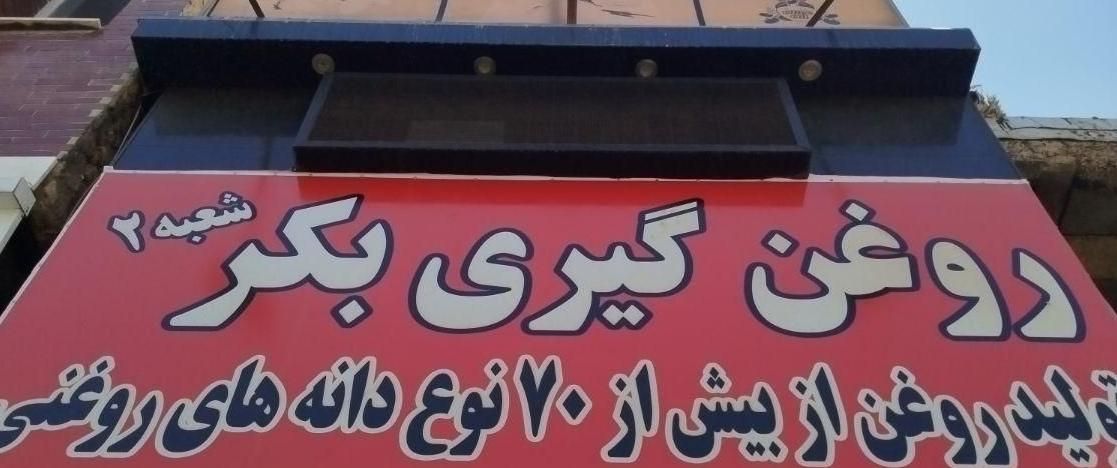 روغن گیری بکر
شعبه ۲
تولید روغن از بیش از ۷۰ نوع دانه های روغنی